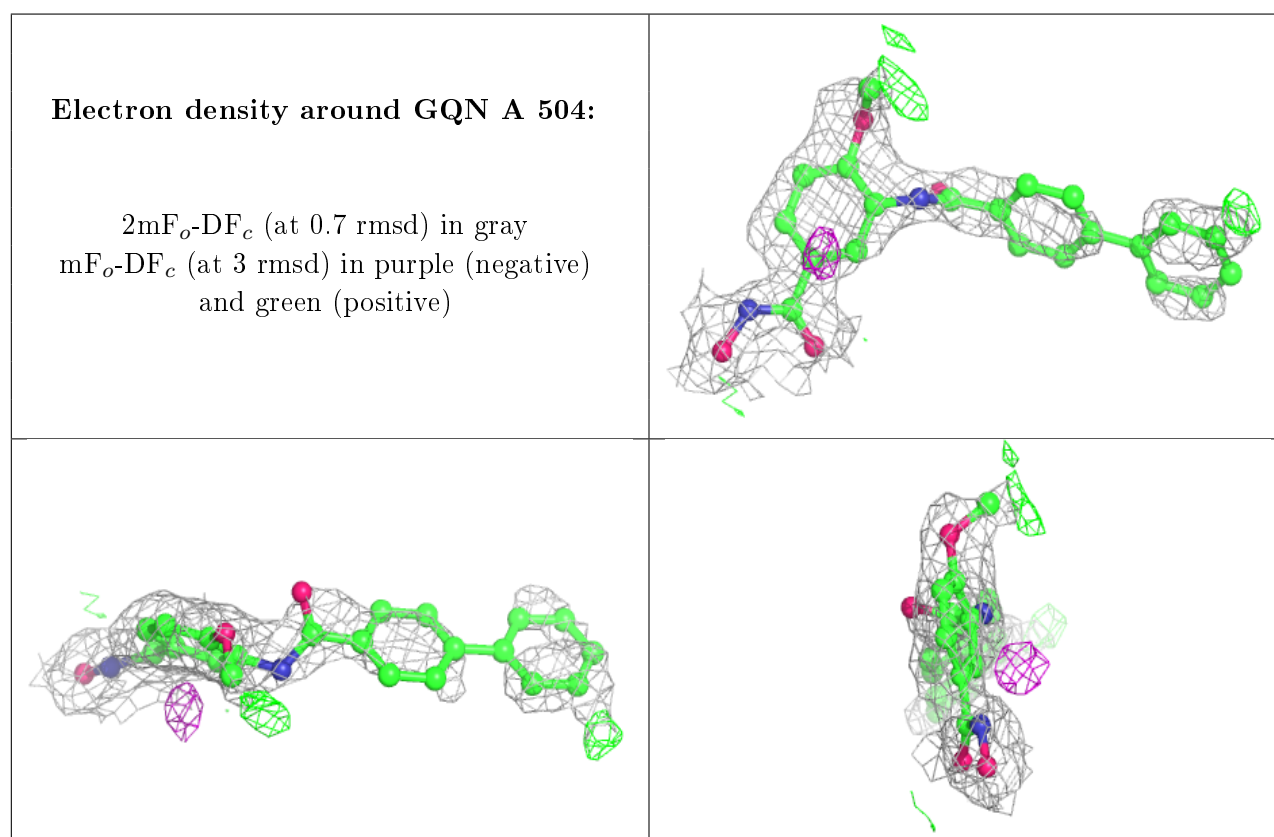 Electron density around GQN A 504:
2mFₒ-DF𝒸 (at 0.7 rmsd) in gray
mFₒ-DF𝒸 (at 3 rmsd) in purple (negative)
and green (positive)